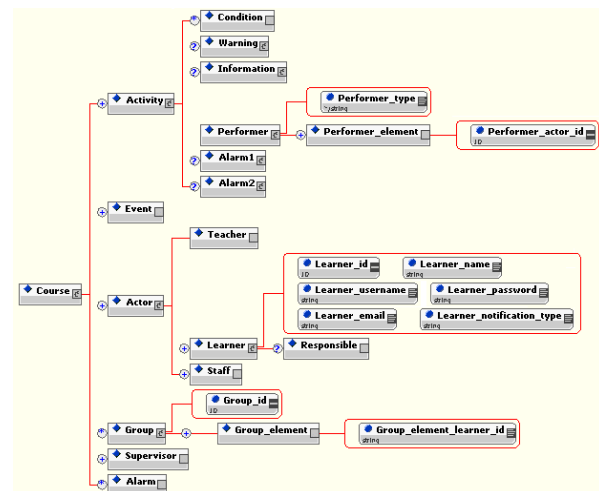 Condition
Warning
Information
Activity
Performer_type
string
Performer
Performer_element
Performer_actor_id
ID
Alarm1
Alarm2
Event
Teacher
Course
Actor
Learner_id
ID
Learner_name
string
Learner_username
string
Learner_password
string
Learner_email
string
Learner_notification_type
string
Learner
Responsible
Staff
Group_id
ID
Group
Group_element
Group_element_learner_id
string
Supervisor
Alarm